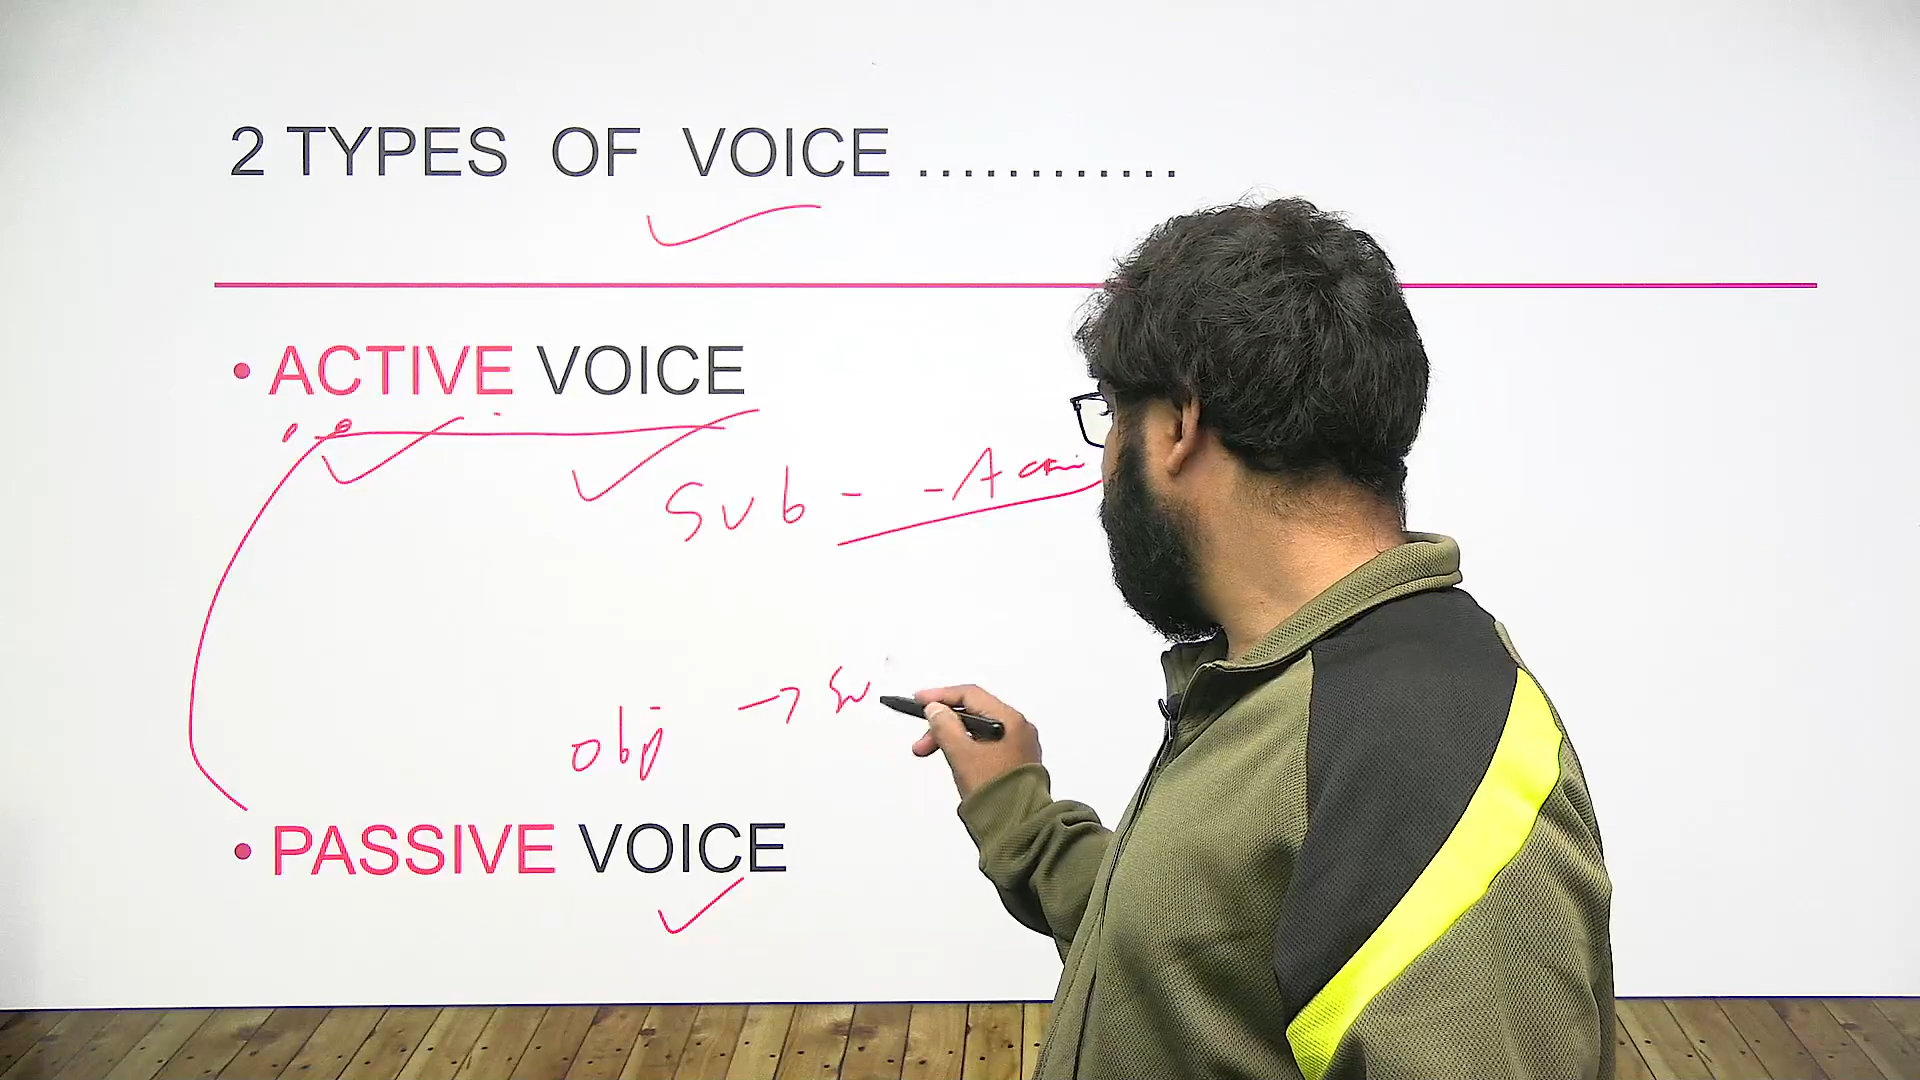 2 TYPES OF VOICE ............
• ACTIVE VOICE
Sub - -
obj →
• PASSIVE VOICE